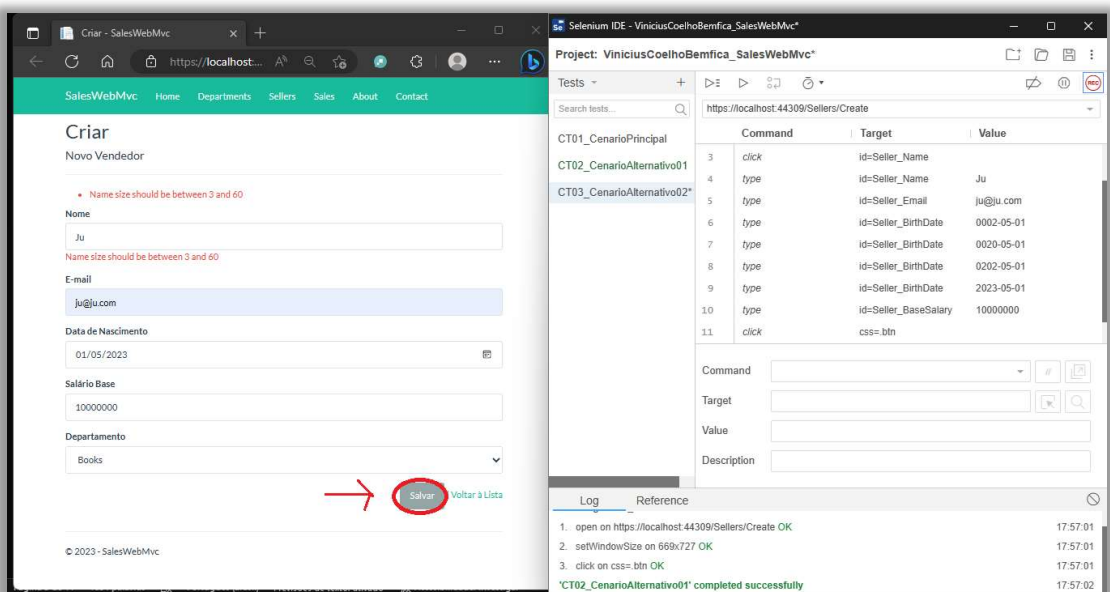 Criar - SalesWebMvc
https://localhost...
SalesWebMvc Home Departments Sellers Sales About Contact
Criar
Novo Vendedor
Name size should be between 3 and 60
Nome
Ju
Name size should be between 3 and 60
E-mail
ju@ju.com
Data de Nascimento
01/05/2023
Salário Base
10000000
Departamento
Books
Salvar Voltar à Lista
© 2023 - SalesWebMvc
Se Selenium IDE - ViniciusCoelhoBemfica_SalesWebMvc*
Project: ViniciusCoelhoBemfica_SalesWebMvc*
Tests
REC
Search tests...
https://localhost:44309/Sellers/Create
CT01_CenarioPrincipal
CT02_CenarioAlternativo01
CT03_CenarioAlternativo02*
Command Target Value
3 click id=Seller_Name
4 type id=Seller_Name Ju
5 type id=Seller_Email ju@ju.com
6 type id=Seller_BirthDate 0002-05-01
7 type id=Seller_BirthDate 0020-05-01
8 type id=Seller_BirthDate 0202-05-01
9 type id=Seller_BirthDate 2023-05-01
10 type id=Seller_BaseSalary 10000000
11 click css=.btn
Command
//
Target
Value
Description
Log Reference
1. open on https://localhost:44309/Sellers/Create OK 17:57:01
2. setWindowSize on 669x727 OK 17:57:01
3. click on css=.btn OK 17:57:01
'CT02_CenarioAlternativo01' completed successfully 17:57:02